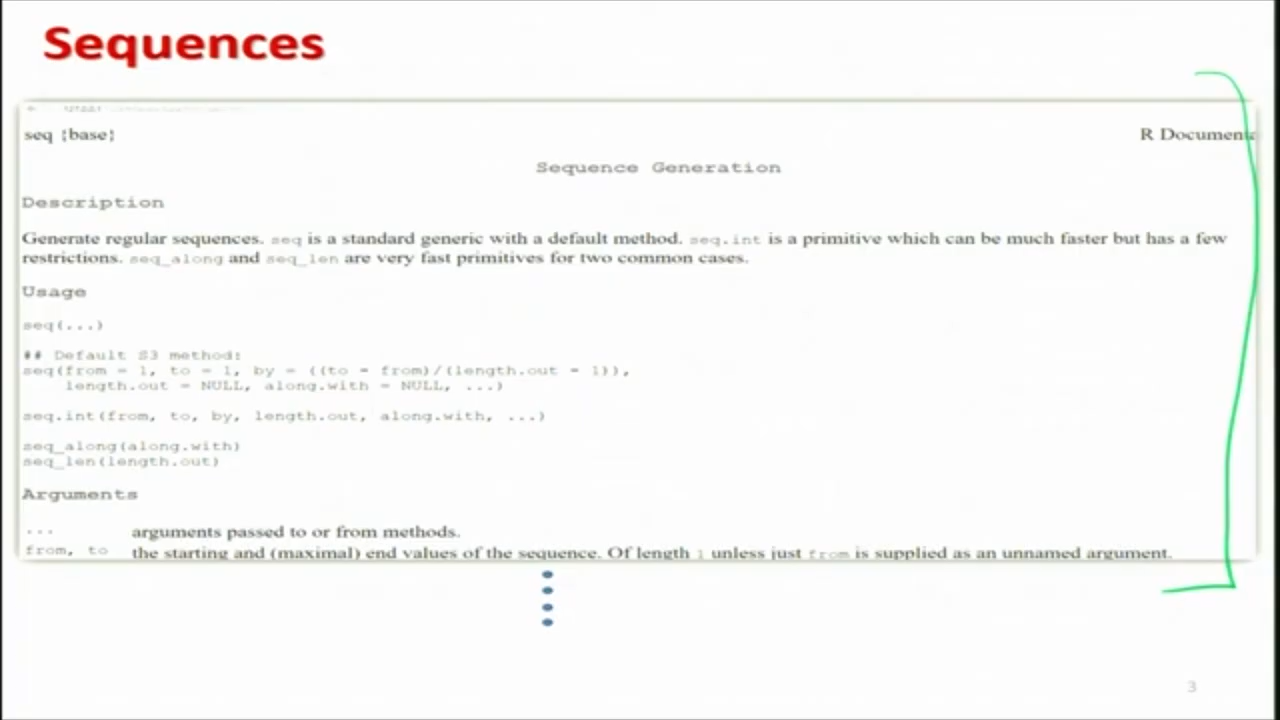 Sequences
seq {base}
R Document
Sequence Generation
Description
Generate regular sequences. seq is a standard generic with a default method. seq.int is a primitive which can be much faster but has a few
restrictions. seq_along and seq_len are very fast primitives for two common cases.
Usage
seq(...)
## Default S3 method:
seq(from = 1, to = 1, by = ((to - from)/(length.out - 1)),
length.out = NULL, along.with = NULL, ...)
seq.int(from, to, by, length.out, along.with, ...)
seq_along(along.with)
seq_len(length.out)
Arguments
... arguments passed to or from methods.
from, to the starting and (maximal) end values of the sequence. Of length 1 unless just from is supplied as an unnamed argument.
3